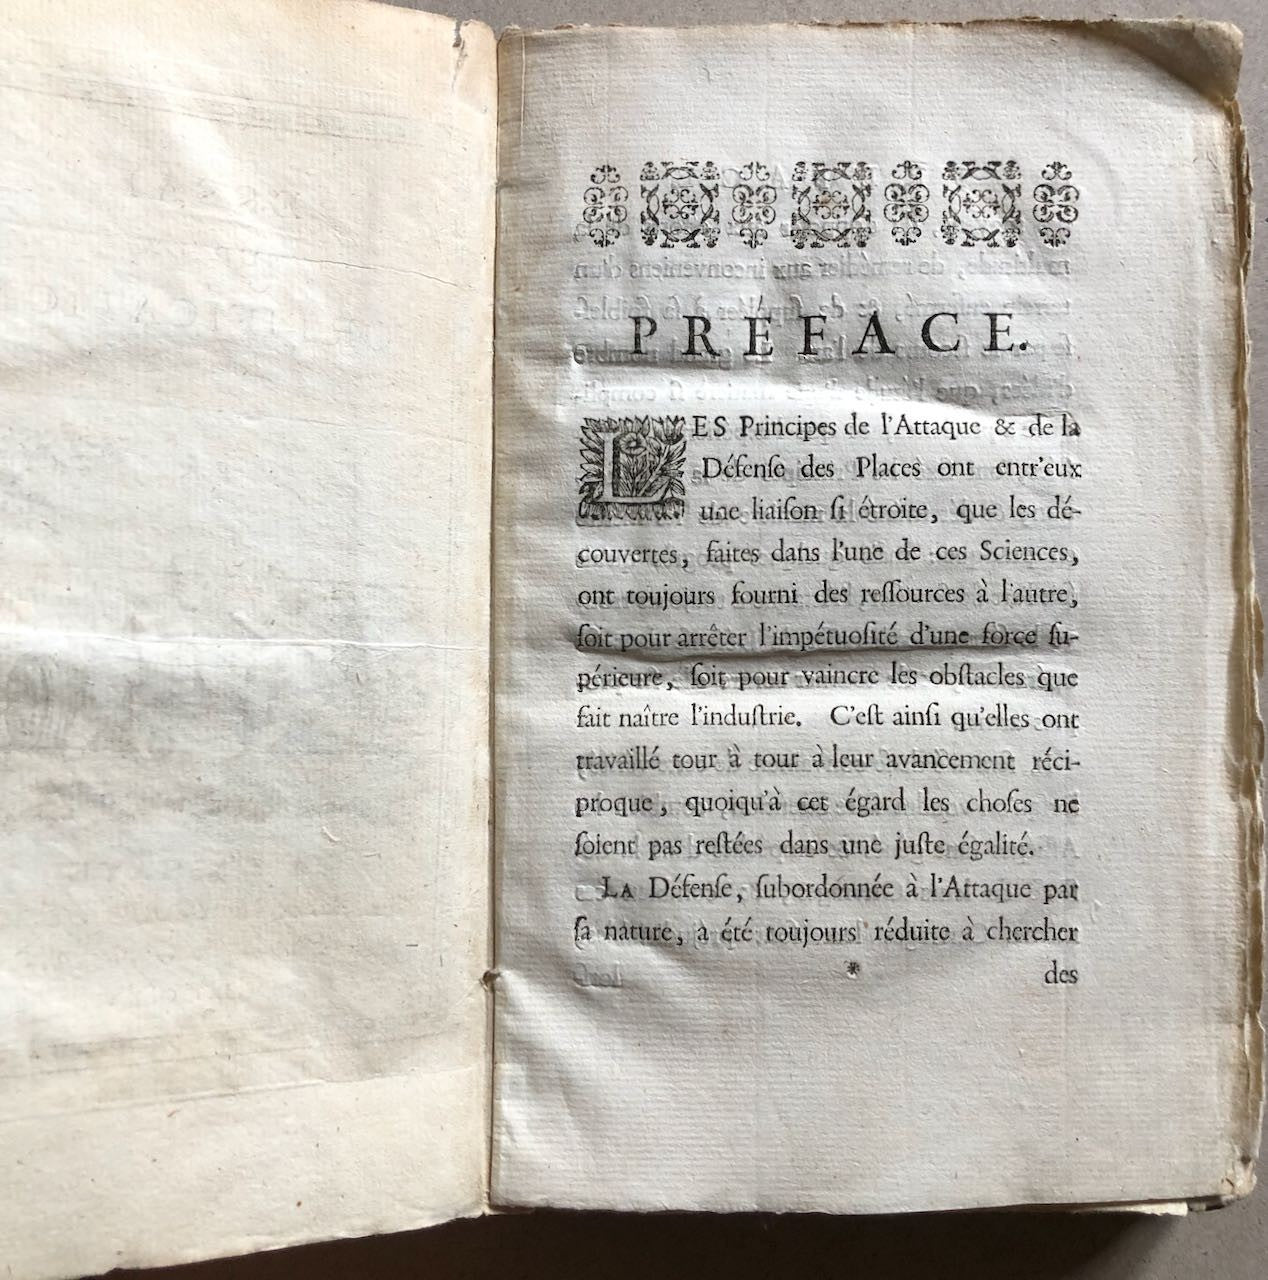 PRÉFACE.
LES Principes de l'Attaque & de la
Défenſe des Places ont entr'eux
une liaiſon ſi étroite, que les dé-
couvertes, faites dans l'une de ces Sciences,
ont toujours fourni des reſſources à l'autre,
ſoit pour arrêter l'impétuoſité d'une force ſu-
périeure, ſoit pour vaincre les obſtacles que
fait naître l'induſtrie. C'eſt ainſi qu'elles ont
travaillé tour à tour à leur avancement réci-
proque, quoiqu'à cet égard les choſes ne
ſoient pas reſtées dans une juſte égalité.
LA Défenſe, ſubordonnée à l'Attaque par
ſa nature, a été toujours réduite à chercher
* des